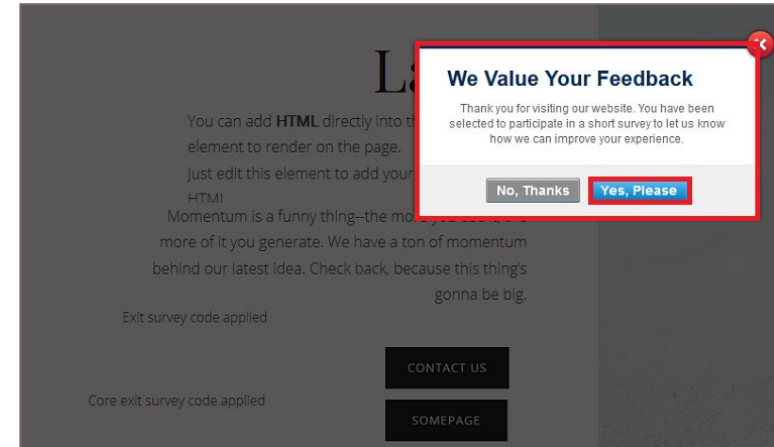 La
We Value Your Feedback
Thank you for visiting our website. You have been
selected to participate in a short survey to let us know
how we can improve your experience.
No, Thanks
Yes, Please
You can add HTML directly into
element to render on the page.
Just edit this element to add your
HTML
Momentum is a funny thing--the
more of it you generate. We have a ton of momentum
behind our latest idea. Check back, because this thing's
gonna be big.
Exit survey code applied
CONTACT US
Core exit survey code applied
SOMEPAGE